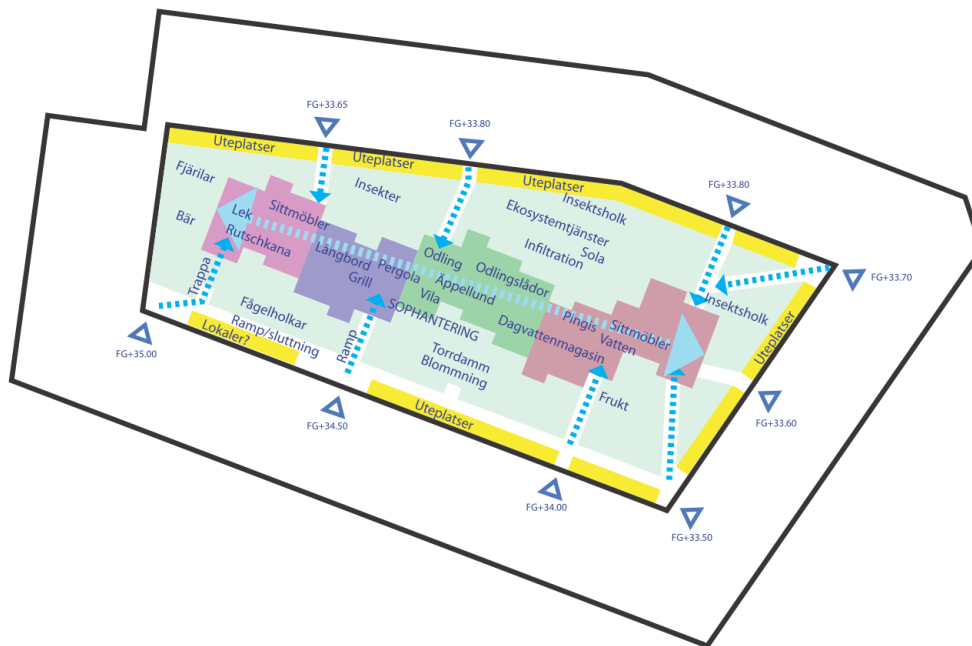 FG+33.65
FG+33.80
Uteplatser
Uteplatser
Uteplatser
FG+33.80
Fjärilar
Insekter
Insektsholk
Ekosystemtjänster
Sola
Infiltration
Lek
Sittmöbler
Bär
Rutschkana
Långbord
Grill
Pergola
Odling
Odlingslådor
Vila
Äppellund
Trappa
Fågelholkar
Ramp/sluttning
Lokaler?
Ramp
SOPHANTERING
Dagvattenmagasin
Pingis
Vatten
Sittmöbler
Insektsholk
FG+33.70
Uteplatser
Torrdamm
Blommning
Frukt
Uteplatser
FG+35.00
FG+34.50
FG+34.00
FG+33.60
FG+33.50